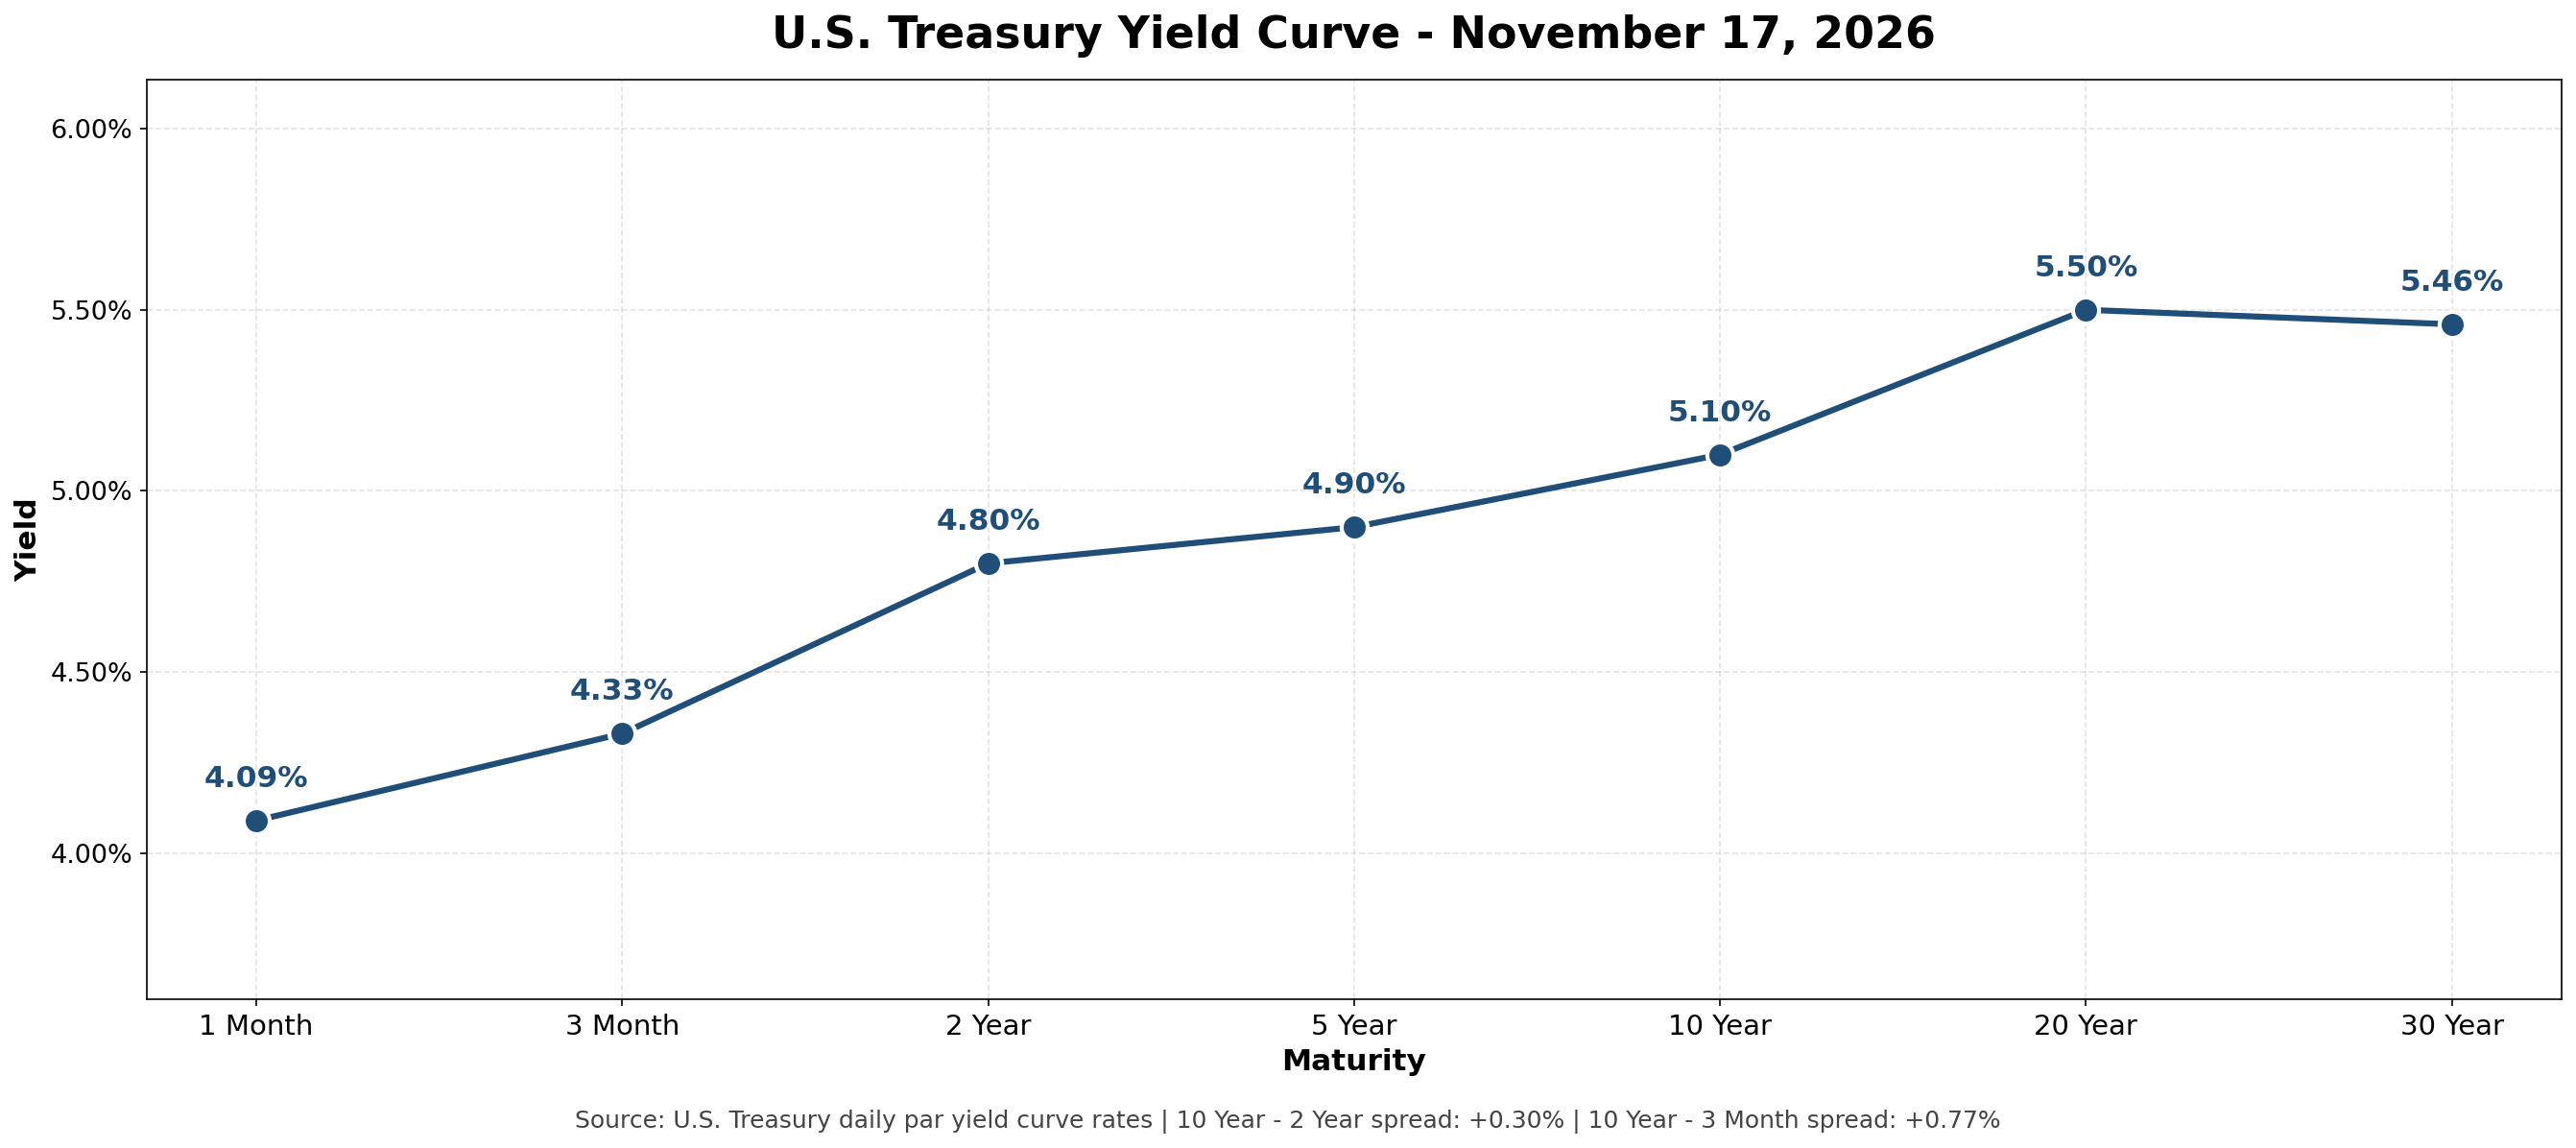 U.S. Treasury Yield Curve - November 17, 2026
6.00%
5.50%
5.00%
4.50%
4.00%
Yield
4.09%
4.33%
4.80%
4.90%
5.10%
5.50%
5.46%
1 Month
3 Month
2 Year
5 Year
10 Year
20 Year
30 Year
Maturity
Source: U.S. Treasury daily par yield curve rates | 10 Year - 2 Year spread: +0.30% | 10 Year - 3 Month spread: +0.77%